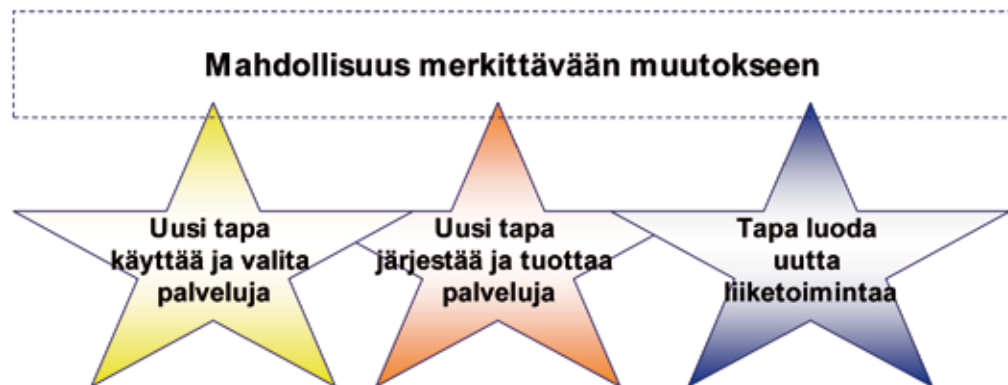 Mahdollisuus merkittävään muutokseen
Uusi tapa
käyttää ja valita
palveluja
Uusi tapa
järjestää ja tuottaa
palveluja
Tapa luoda
uutta
liiketoimintaa